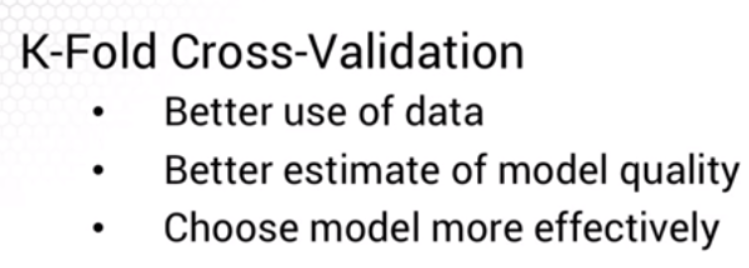 K-Fold Cross-Validation
• Better use of data
• Better estimate of model quality
• Choose model more effectively